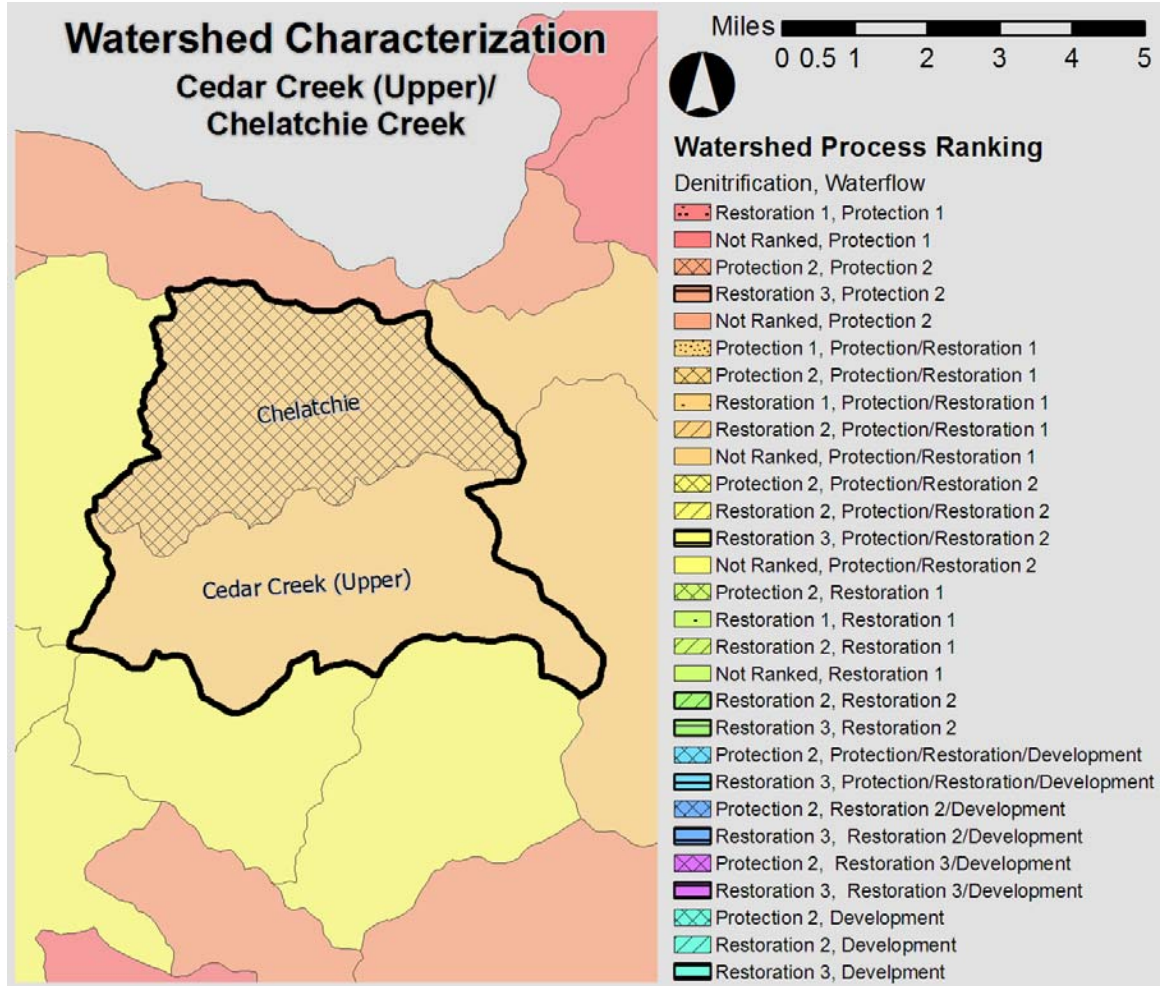 Watershed Characterization
Cedar Creek (Upper)/
Chelatchie Creek
Chelatchie
Cedar Creek (Upper)
Miles
0 0.5 1 2 3 4 5
Watershed Process Ranking
Denitrification, Waterflow
Restoration 1, Protection 1
Not Ranked, Protection 1
Protection 2, Protection 2
Restoration 3, Protection 2
Not Ranked, Protection 2
Protection 1, Protection/Restoration 1
Protection 2, Protection/Restoration 1
Restoration 1, Protection/Restoration 1
Restoration 2, Protection/Restoration 1
Not Ranked, Protection/Restoration 1
Protection 2, Protection/Restoration 2
Restoration 2, Protection/Restoration 2
Restoration 3, Protection/Restoration 2
Not Ranked, Protection/Restoration 2
Protection 2, Restoration 1
Restoration 1, Restoration 1
Restoration 2, Restoration 1
Not Ranked, Restoration 1
Restoration 2, Restoration 2
Restoration 3, Restoration 2
Protection 2, Protection/Restoration/Development
Restoration 3, Protection/Restoration/Development
Protection 2, Restoration 2/Development
Restoration 3, Restoration 2/Development
Protection 2, Restoration 3/Development
Restoration 3, Restoration 3/Development
Protection 2, Development
Restoration 2, Development
Restoration 3, Develpment